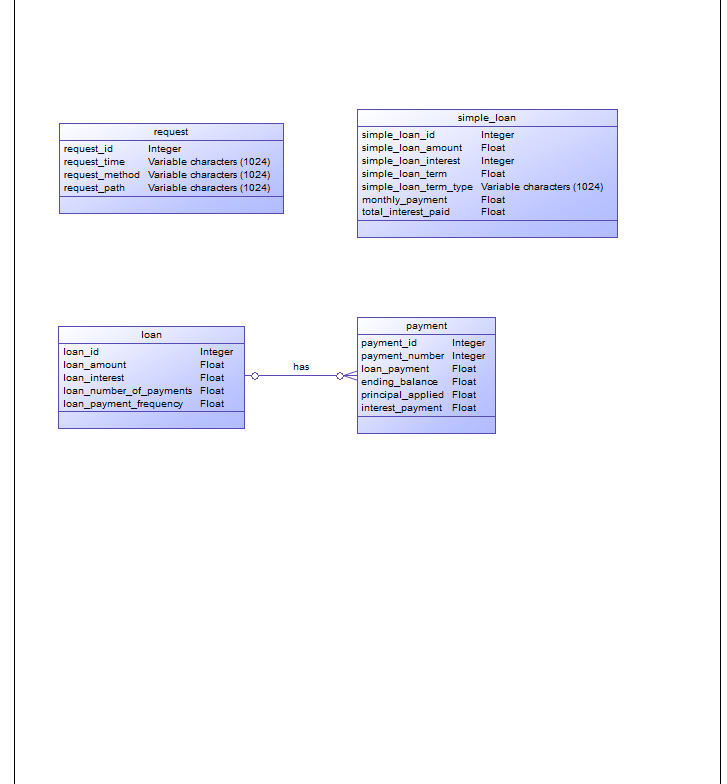 request
request_id Integer
request_time Variable characters (1024)
request_method Variable characters (1024)
request_path Variable characters (1024)
simple_loan
simple_loan_id Integer
simple_loan_amount Float
simple_loan_interest Integer
simple_loan_term Float
simple_loan_term_type Variable characters (1024)
monthly_payment Float
total_interest_paid Float
loan
loan_id Integer
loan_amount Float
loan_interest Float
loan_number_of_payments Float
loan_payment_frequency Float
has
payment
payment_id Integer
payment_number Integer
loan_payment Float
ending_balance Float
principal_applied Float
interest_payment Float